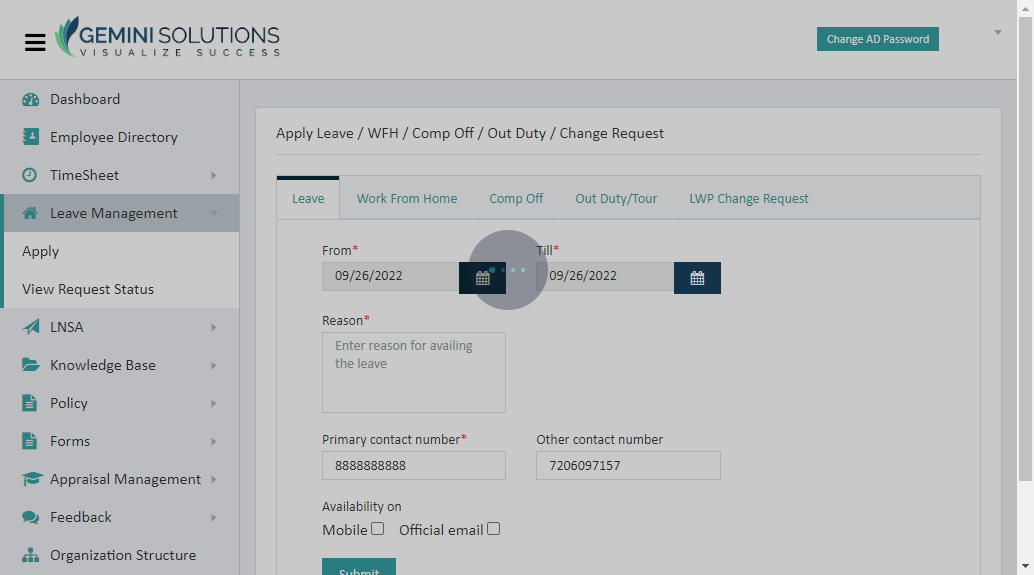 GEMINI SOLUTIONS
VISUALIZE SUCCESS
Change AD Password
Dashboard
Employee Directory
TimeSheet
Leave Management
Apply
View Request Status
LNSA
Knowledge Base
Policy
Forms
Appraisal Management
Feedback
Organization Structure
Apply Leave / WFH / Comp Off / Out Duty / Change Request
Leave Work From Home Comp Off Out Duty/Tour LWP Change Request
From* Till*
09/26/2022 09/26/2022
Reason*
Enter reason for availing
the leave
Primary contact number* Other contact number
8888888888 7206097157
Availability on
Mobile Official email
Submit